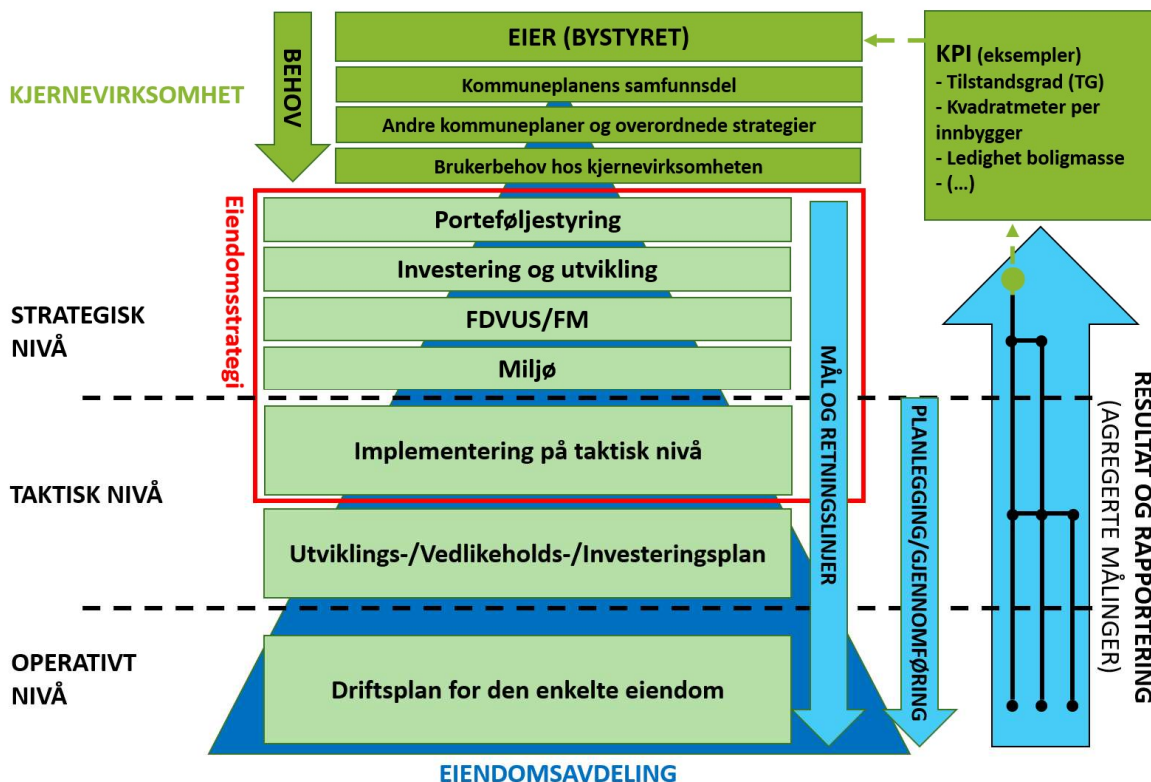 EIER (BYSTYRET)
BEHOV
KJERNEVIRKSOMHET
Kommuneplanens samfunnsdel
Andre kommuneplaner og overordnede strategier
Brukerbehov hos kjernevirksomheten
KPI (eksempler)
- Tilstandsgrad (TG)
- Kvadratmeter per
innbygger
- Ledighet boligmasse
- (...)
Eiendomsstrategi
Porteføljestyring
Investering og utvikling
FDVUS/FM
Miljø
STRATEGISK
NIVÅ
Implementering på taktisk nivå
TAKTISK NIVÅ
Utviklings-/Vedlikeholds-/Investeringsplan
OPERATIVT
NIVÅ
Driftsplan for den enkelte eiendom
MÅL OG RETNINGSLINJER
PLANLEGGING/GJENNOMFØRING
RESULTAT OG RAPPORTERING
(AGREGERTE MÅLINGER)
EIENDOMSAVDELING